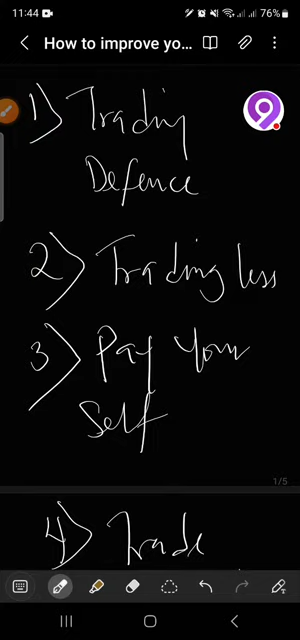 11:44
76%
How to improve yo...
1) Trading
Defence
2) Trading less
3) Pay Your
Self
1/5
4) Trade